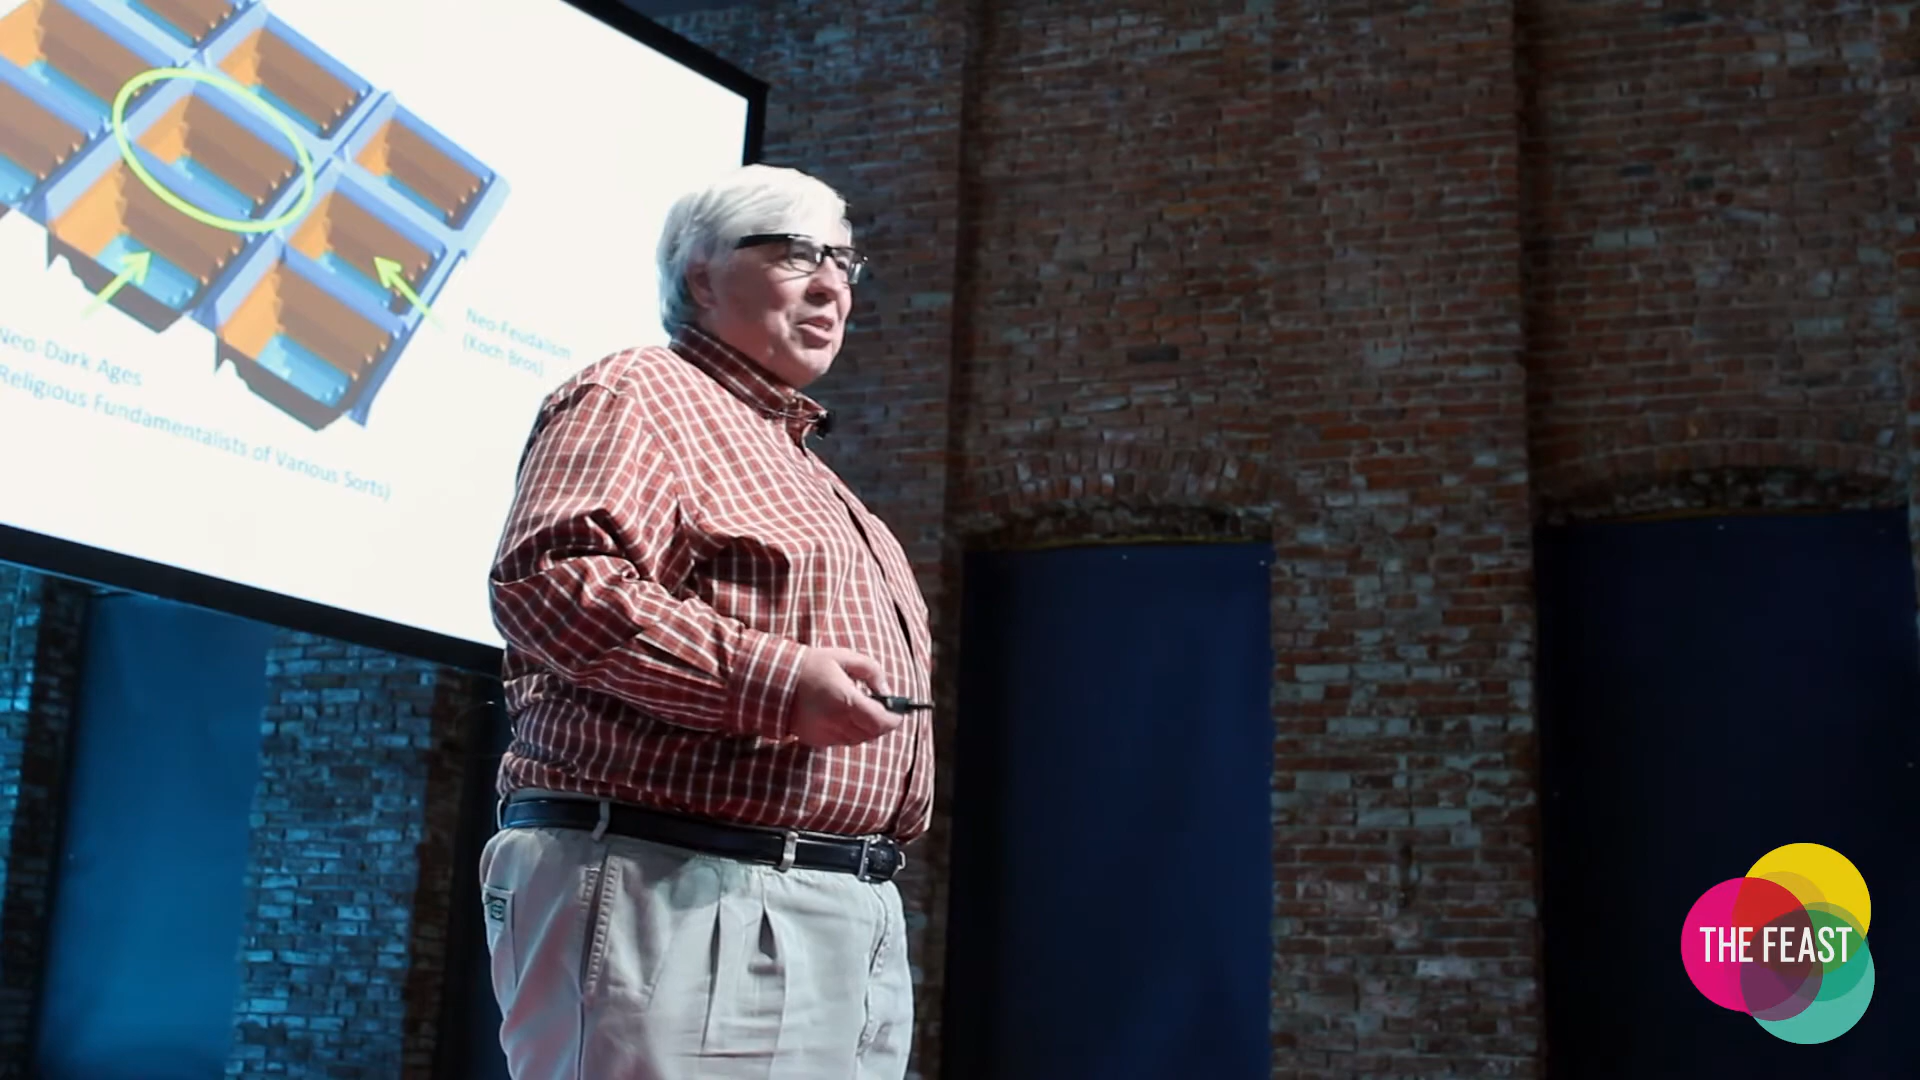 Neo-Feudalism
(Koch Bros)
Neo-Dark Ages
Religious Fundamentalists of Various Sorts)
THE FEAST